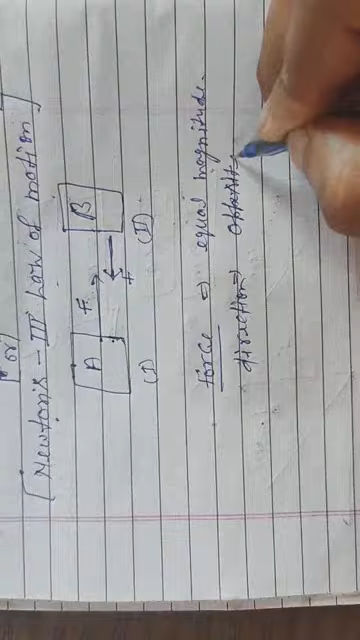 [Newton's - III Law of motion]
A F B
F
(I) (II)
Force ⇒ equal magnitude.
direction ⇒ opposite